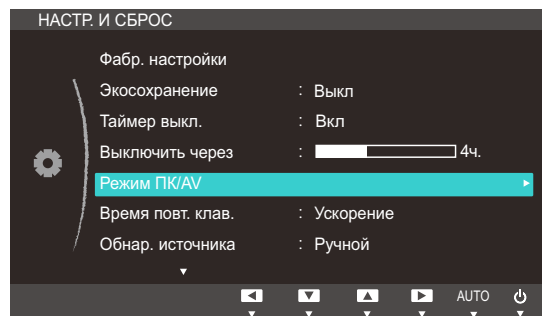 НАСТР. И СБРОС
Фабр. настройки
Экосохранение : Выкл
Таймер выкл. : Вкл
Выключить через : 4ч.
Режим ПК/AV
Время повт. клав. : Ускорение
Обнар. источника : Ручной
AUTO